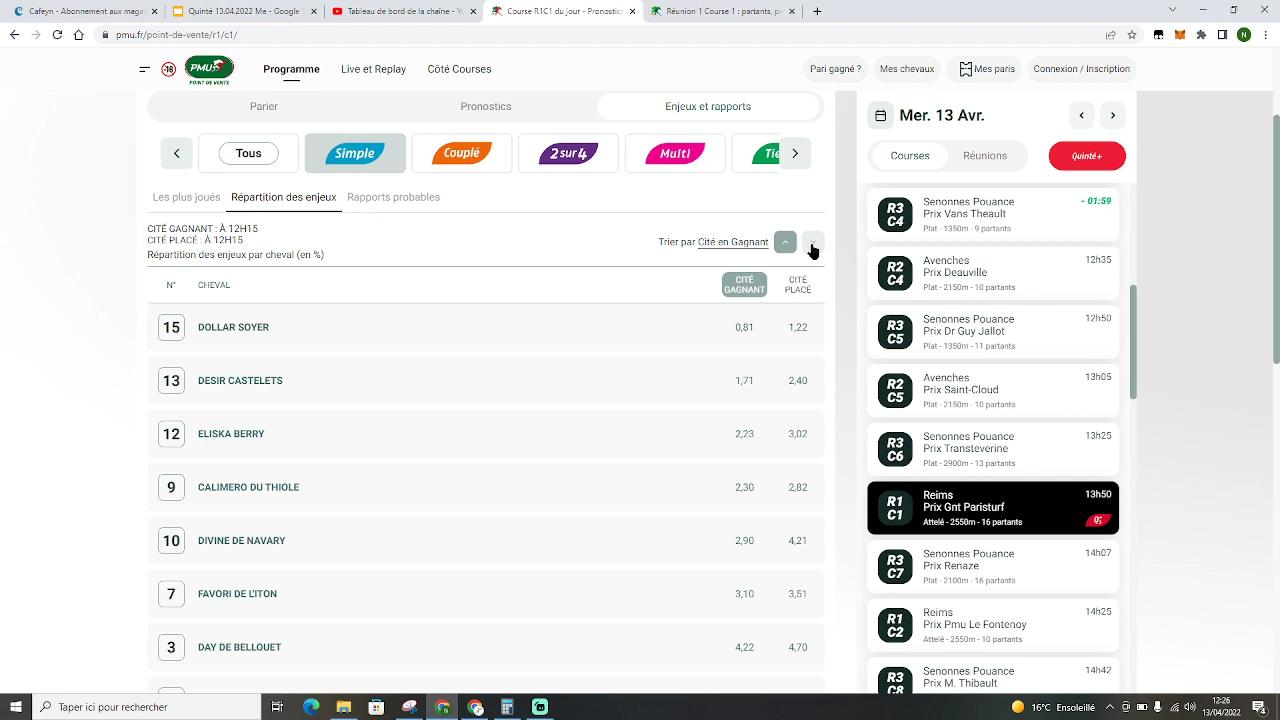 Cafeyn - Abonnement aux magaz
Quinté 13042022 - Google S
Tableau de bord de la chaîne - Yo
Course R1C1 du jour - Pronostic
Réunion 1 Course 1 : partants, pr
pmu.fr/point-de-vente/r1/c1/
N
-18
PMU
POINT DE VENTE
Programme
Live et Replay
Côté Courses
Pari gagné ?
Mes chevaux
Mes paris
Connexion / Inscription
Parier
Pronostics
Enjeux et rapports
Tous
Simple
Couplé
2sur4
Multi
Tie
Les plus joués
Répartition des enjeux
Rapports probables
CITÉ GAGNANT : À 12H15
CITÉ PLACÉ : À 12H15
Répartition des enjeux par cheval (en %)
Trier par Cité en Gagnant
N° CHEVAL CITÉ GAGNANT CITÉ PLACÉ
15 DOLLAR SOYER 0,81 1,22
13 DESIR CASTELETS 1,71 2,40
12 ELISKA BERRY 2,23 3,02
9 CALIMERO DU THIOLE 2,30 2,82
10 DIVINE DE NAVARY 2,90 4,21
7 FAVORI DE L'ITON 3,10 3,51
3 DAY DE BELLOUET 4,22 4,70
Mer. 13 Avr.
Courses
Réunions
Quinté+
R3 C4 Senonnes Pouance - 01:59
Prix Vans Theault
Plat - 1350m - 9 partants
R2 C4 Avenches 12h35
Prix Deauville
Plat - 2150m - 10 partants
R3 C5 Senonnes Pouance 12h50
Prix Dr Guy Jallot
Plat - 1350m - 11 partants
R2 C5 Avenches 13h05
Prix Saint-Cloud
Plat - 2150m - 10 partants
R3 C6 Senonnes Pouance 13h25
Prix Transteverine
Plat - 2900m - 13 partants
R1 C1 Reims 13h50
Prix Gnt Paristurf
Attelé - 2550m - 16 partants
R3 C7 Senonnes Pouance 14h07
Prix Renaze
Plat - 2100m - 16 partants
R1 C2 Reims 14h25
Prix Pmu Le Fontenoy
Attelé - 2550m - 10 partants
R3 C8 Senonnes Pouance 14h42
Prix M. Thibault
Taper ici pour rechercher
16°C Ensoleillé
12:26
13/04/2022